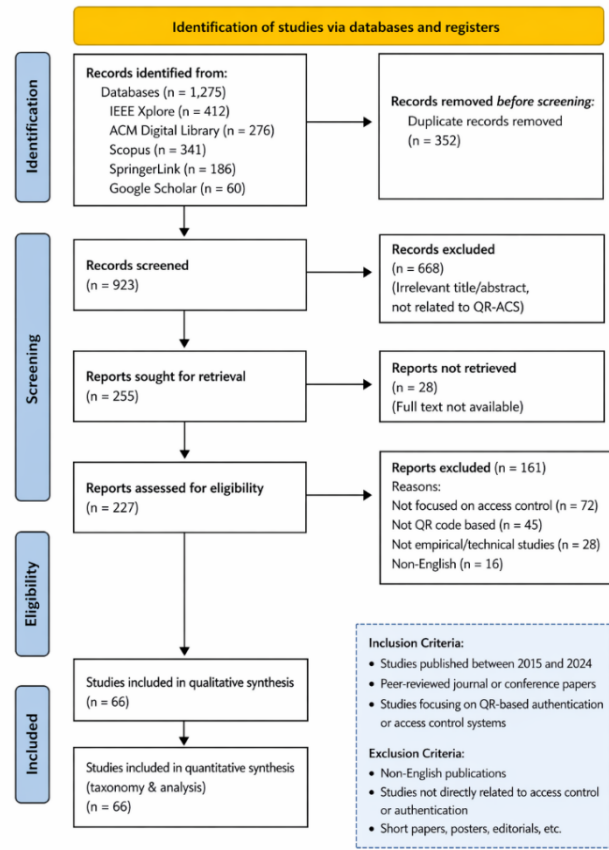 Identification of studies via databases and registers
Identification
Records identified from:
Databases (n = 1,275)
IEEE Xplore (n = 412)
ACM Digital Library (n = 276)
Scopus (n = 341)
SpringerLink (n = 186)
Google Scholar (n = 60)
Records removed before screening:
Duplicate records removed
(n = 352)
Screening
Records screened
(n = 923)
Records excluded
(n = 668)
(Irrelevant title/abstract,
not related to QR-ACS)
Reports sought for retrieval
(n = 255)
Reports not retrieved
(n = 28)
(Full text not available)
Reports assessed for eligibility
(n = 227)
Reports excluded (n = 161)
Reasons:
Not focused on access control (n = 72)
Not QR code based (n = 45)
Not empirical/technical studies (n = 28)
Non-English (n = 16)
Eligibility
Included
Studies included in qualitative synthesis
(n = 66)
Studies included in quantitative synthesis
(taxonomy & analysis)
(n = 66)
Inclusion Criteria:
• Studies published between 2015 and 2024
• Peer-reviewed journal or conference papers
• Studies focusing on QR-based authentication
or access control systems
Exclusion Criteria:
• Non-English publications
• Studies not directly related to access control
or authentication
• Short papers, posters, editorials, etc.